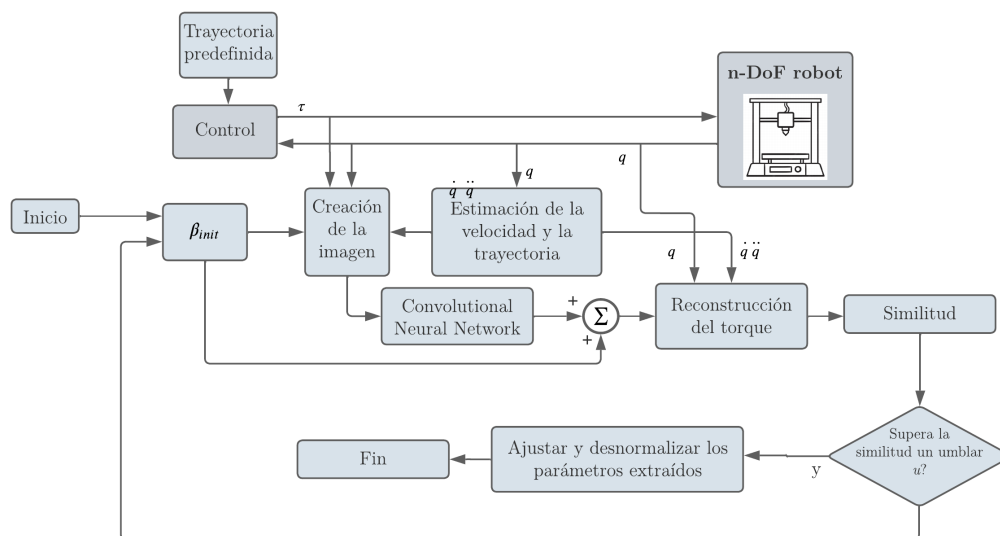 Trayectoria
predefinida
n-DoF robot
τ
Control
q
q
q̇ q̈
Creación
de la
imagen
Estimación de la
velocidad y la
trayectoria
Inicio
β_init
q
q̇ q̈
Convolutional
Neural Network
+
Σ
+
Reconstrucción
del torque
Similitud
Supera la
similitud un umblar
u?
y
Ajustar y desnormalizar los
parámetros extraídos
Fin